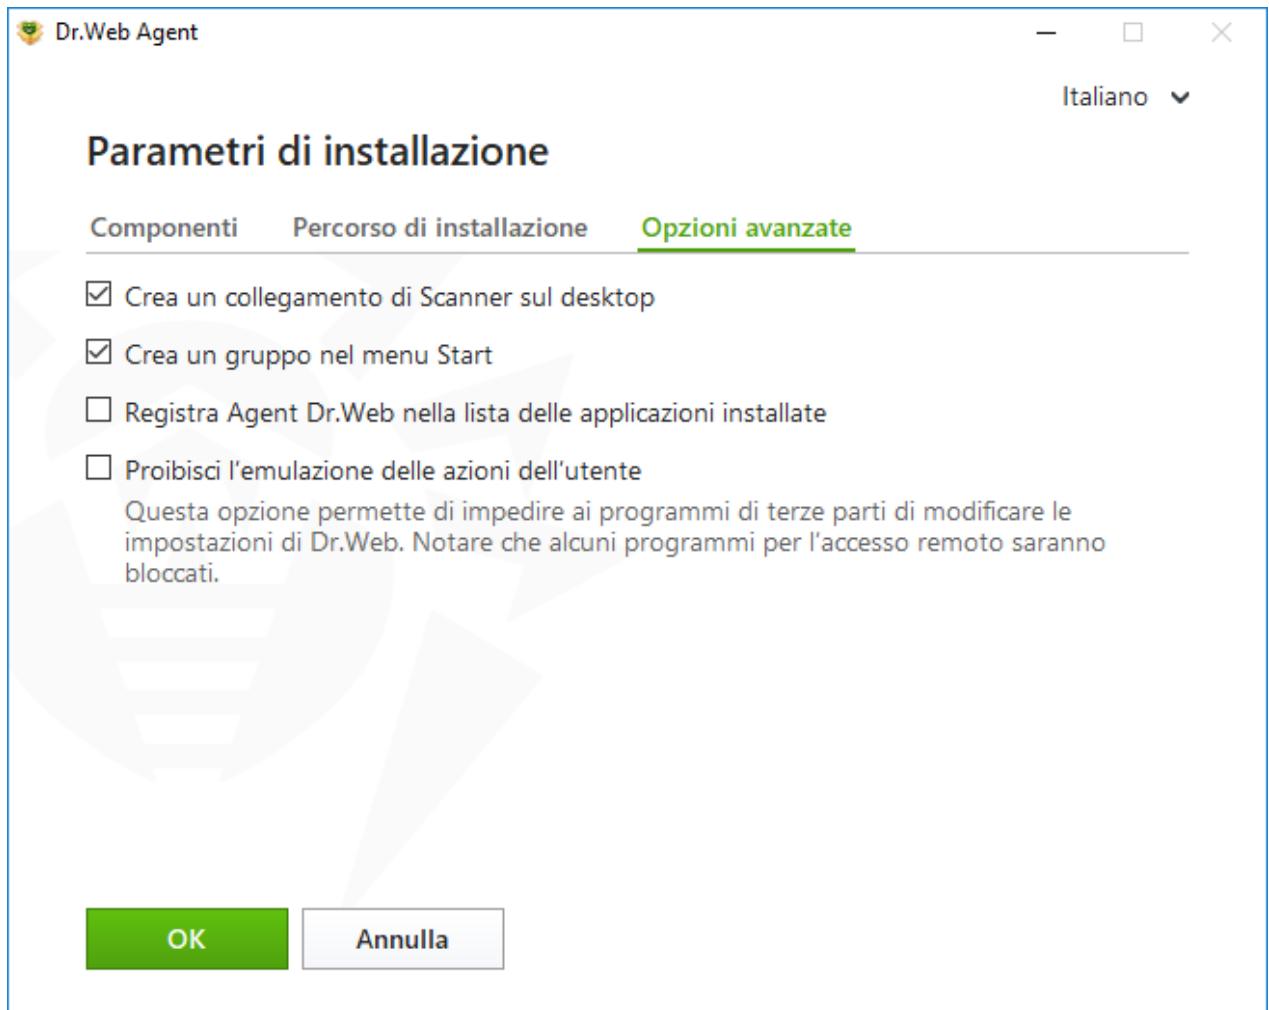 Dr.Web Agent
Italiano
Parametri di installazione
Componenti Percorso di installazione Opzioni avanzate
Crea un collegamento di Scanner sul desktop
Crea un gruppo nel menu Start
Registra Agent Dr.Web nella lista delle applicazioni installate
Proibisci l'emulazione delle azioni dell'utente
Questa opzione permette di impedire ai programmi di terze parti di modificare le
impostazioni di Dr.Web. Notare che alcuni programmi per l'accesso remoto saranno
bloccati.
OK Annulla